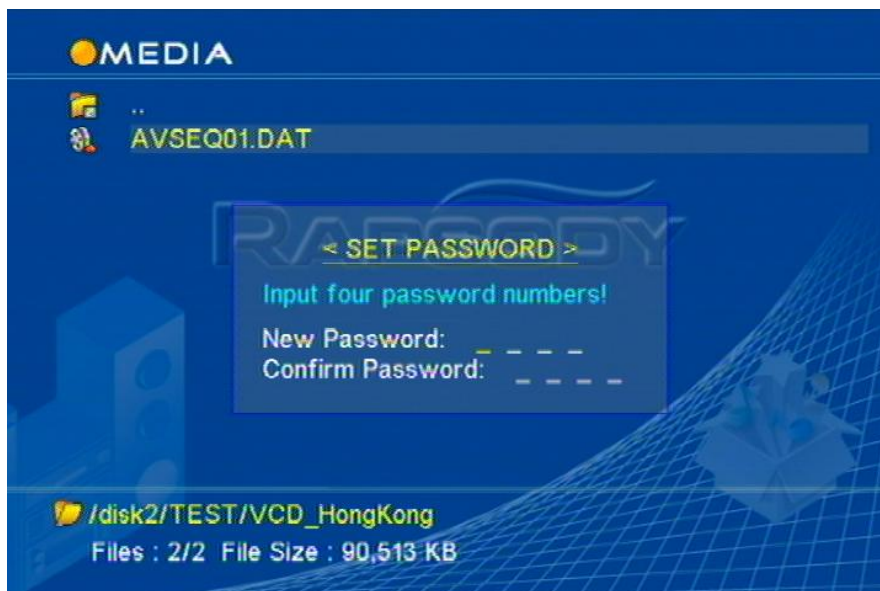 MEDIA
..
AVSEQ01.DAT
RAPSODY
< SET PASSWORD >
Input four password numbers!
New Password: _ _ _ _
Confirm Password: _ _ _ _
/disk2/TEST/VCD_HongKong
Files : 2/2 File Size : 90,513 KB